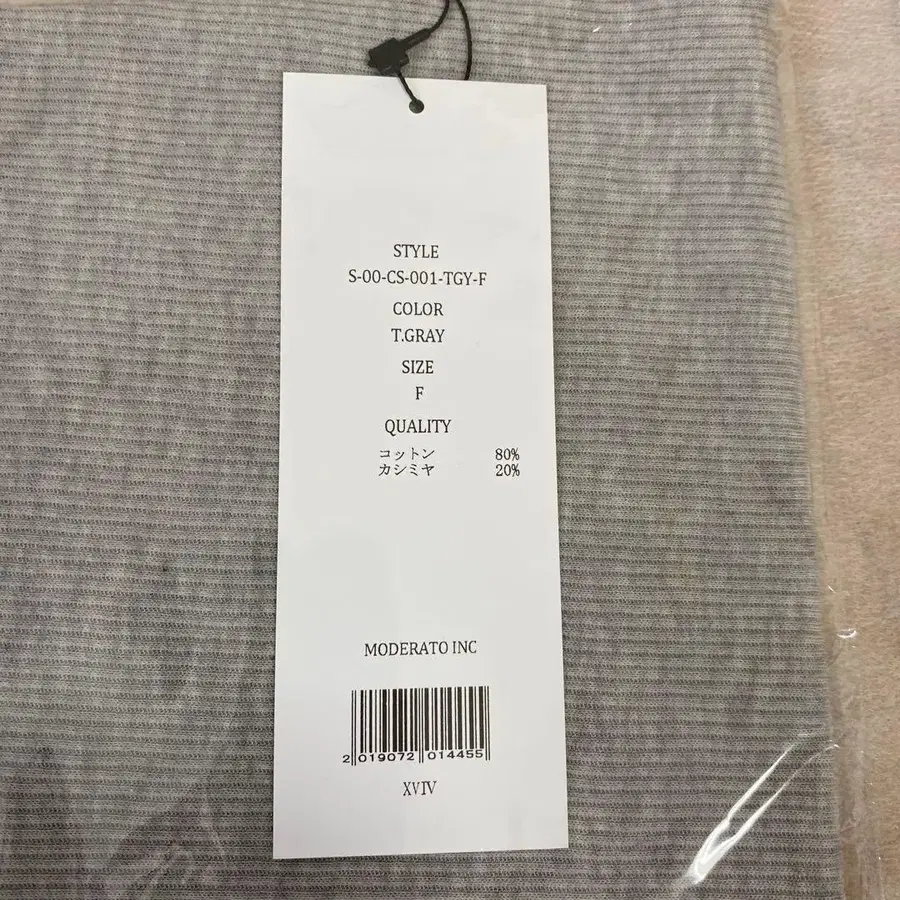 STYLE
S-00-CS-001-TGY-F
COLOR
T.GRAY
SIZE
F
QUALITY
コットン 80%
カシミヤ 20%
MODERATO INC
2 019072 014455
XVIV